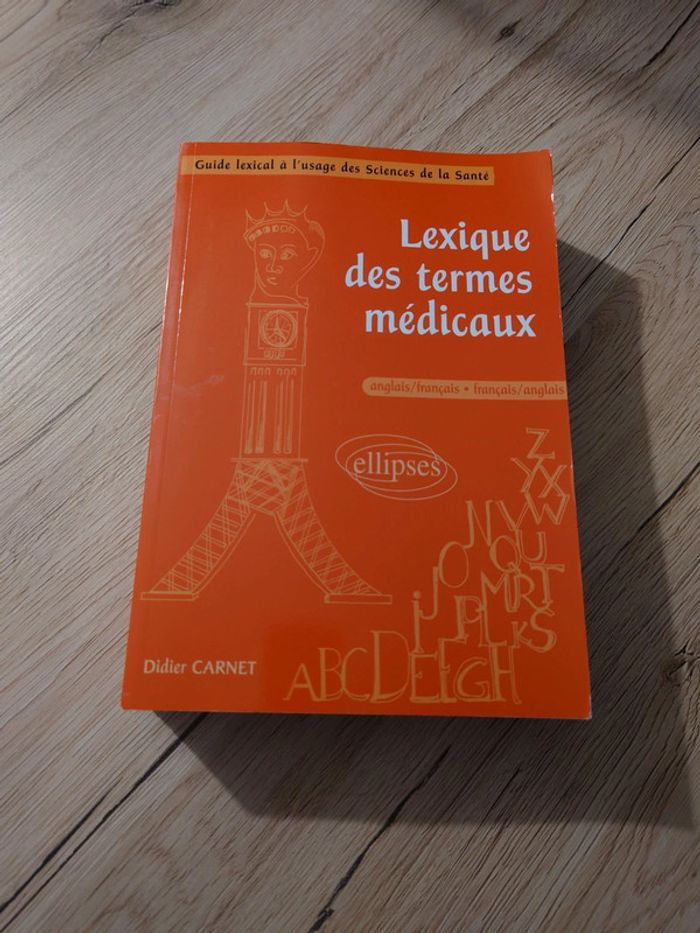 Guide lexical à l'usage des Sciences de la Santé
Lexique
des termes
médicaux
anglais/français • français/anglais
ellipses
Didier CARNET
ABCDEFGH